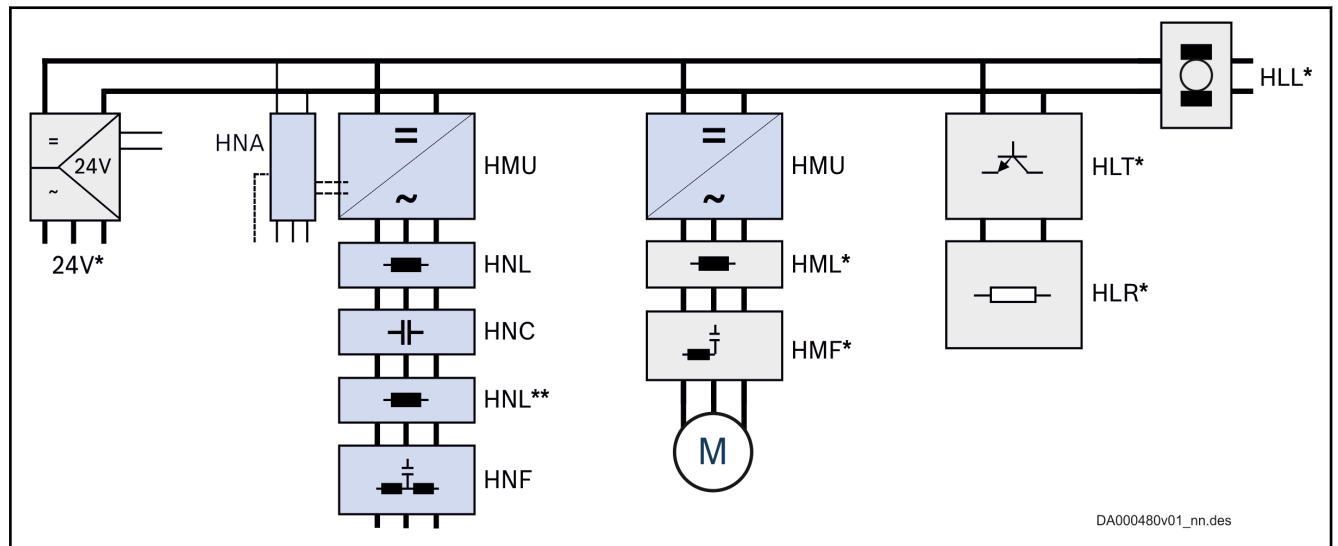 HLL*
=
~
24V
24V*
HNA
=
~
HMU
HNL
HNC
HNL**
HNF
=
~
HMU
HML*
HMF*
M
HLT*
HLR*
DA000480v01_nn.des